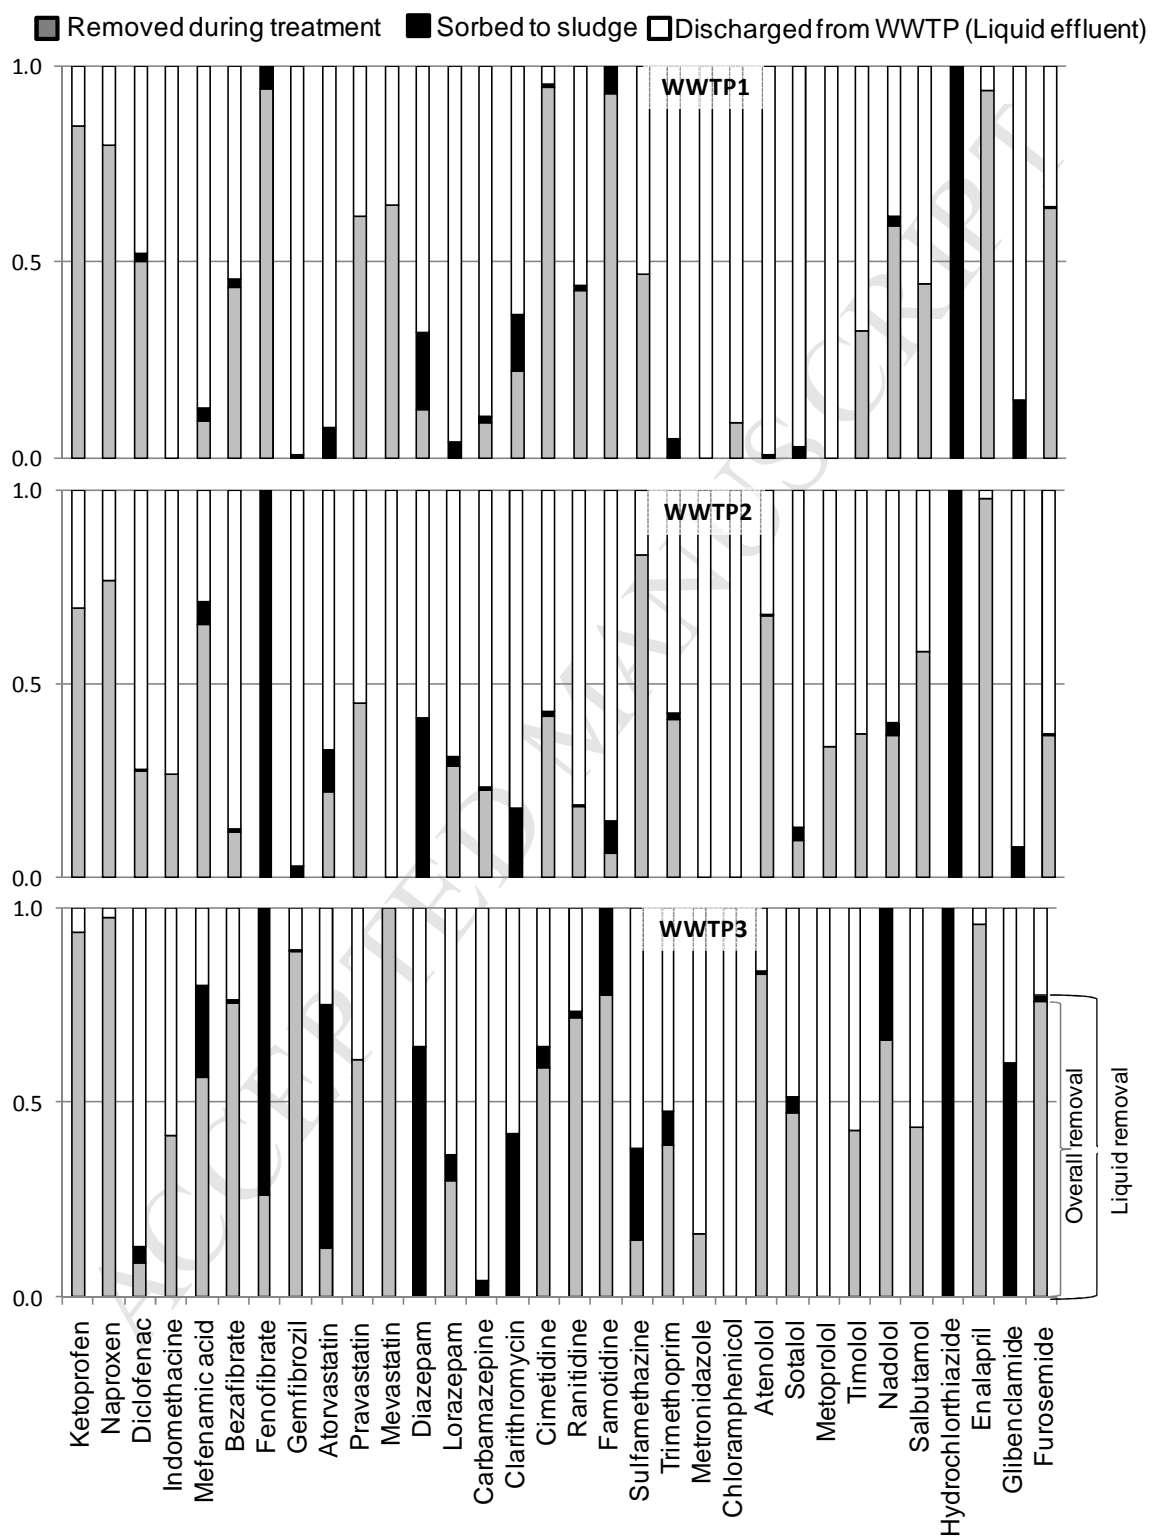 Removed during treatment Sorbed to sludge Discharged from WWTP (Liquid effluent)
1.0
WWTP1
0.5
0.0
1.0
WWTP2
0.5
0.0
1.0
WWTP3
0.5
0.0
Overall removal
Liquid removal
Ketoprofen
Naproxen
Diclofenac
Indomethacine
Mefenamic acid
Bezafibrate
Fenofibrate
Gemfibrozil
Atorvastatin
Pravastatin
Mevastatin
Diazepam
Lorazepam
Carbamazepine
Clarithromycin
Cimetidine
Ranitidine
Famotidine
Sulfamethazine
Trimethoprim
Metronidazole
Chloramphenicol
Atenolol
Sotalol
Metoprolol
Timolol
Nadolol
Salbutamol
Hydrochlorthiazide
Enalapril
Glibenclamide
Furosemide
ACCEPTED MANUSCRIPT